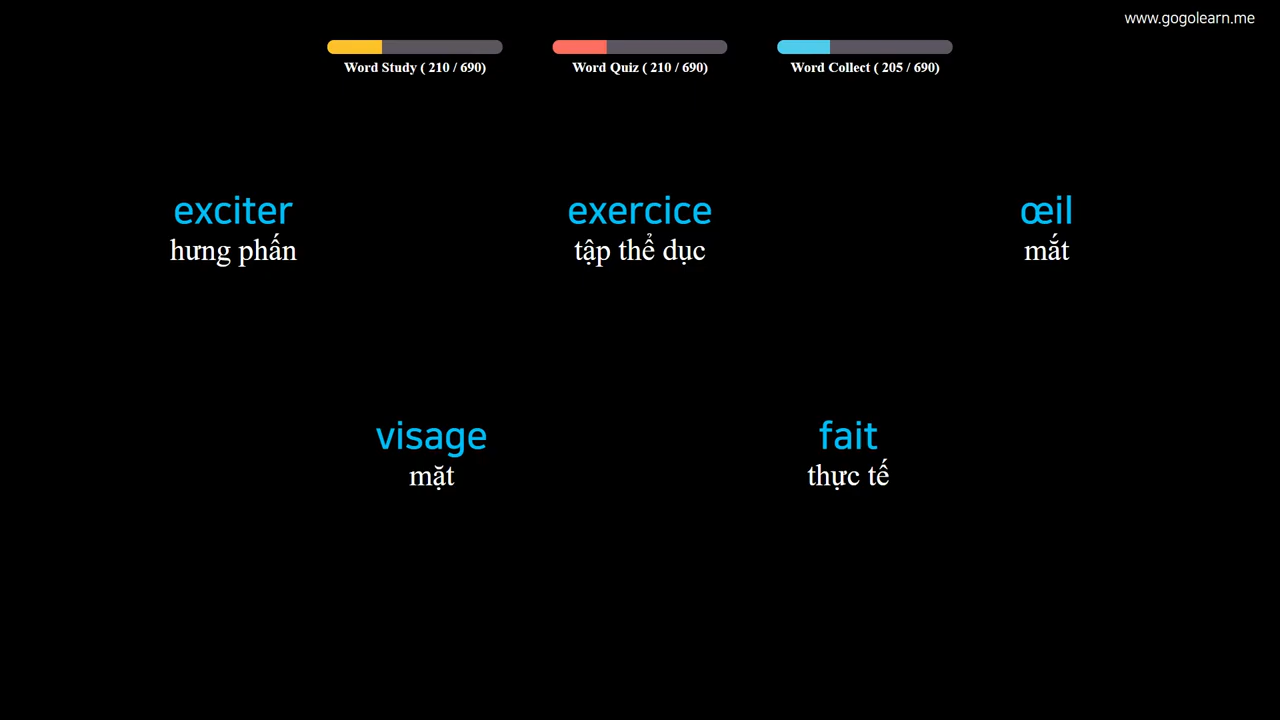 www.gogolearn.me
Word Study ( 210 / 690)
Word Quiz ( 210 / 690)
Word Collect ( 205 / 690)
exciter
hưng phấn
exercice
tập thể dục
œil
mắt
visage
mặt
fait
thực tế